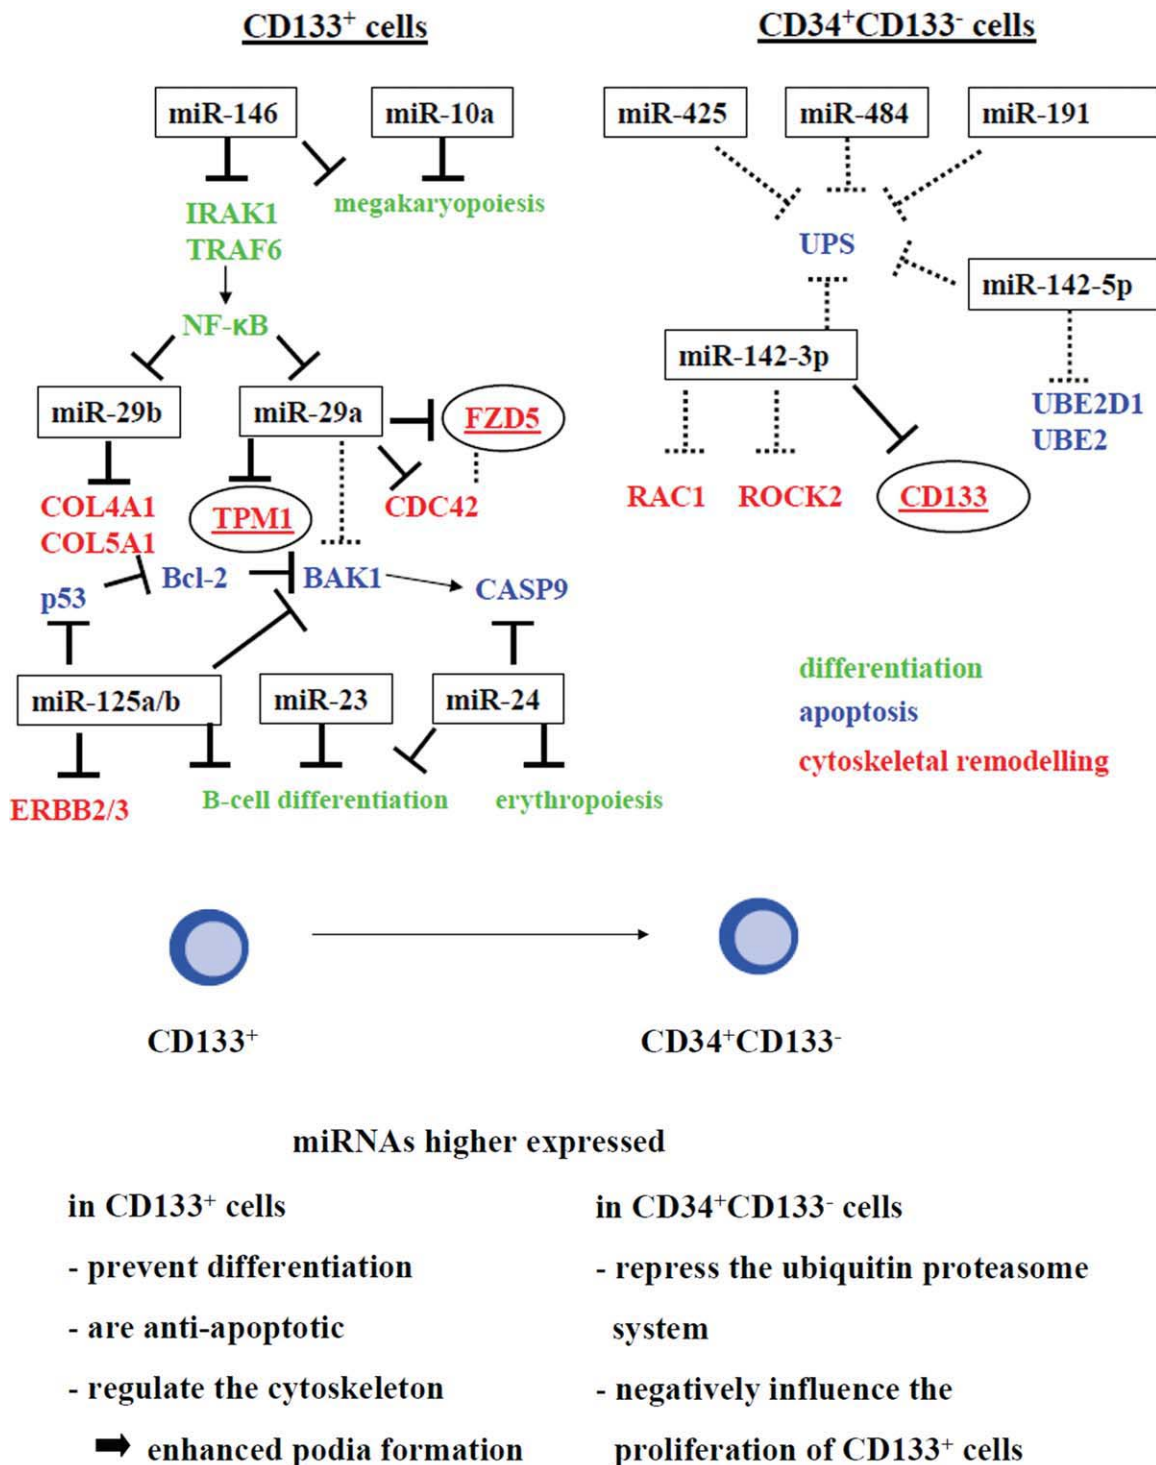 CD133⁺ cells
CD34⁺CD133⁻ cells
miR-146
miR-10a
miR-425
miR-484
miR-191
IRAK1
TRAF6
megakaryopoiesis
UPS
NF-κB
miR-142-5p
miR-142-3p
miR-29b
miR-29a
FZD5
UBE2D1
UBE2
COL4A1
COL5A1
TPM1
CDC42
RAC1
ROCK2
CD133
p53
Bcl-2
BAK1
CASP9
miR-125a/b
miR-23
miR-24
differentiation
apoptosis
cytoskeletal remodelling
ERBB2/3
B-cell differentiation
erythropoiesis
CD133⁺
CD34⁺CD133⁻
miRNAs higher expressed
in CD133⁺ cells
- prevent differentiation
- are anti-apoptotic
- regulate the cytoskeleton
➡ enhanced podia formation
in CD34⁺CD133⁻ cells
- repress the ubiquitin proteasome
system
- negatively influence the
proliferation of CD133⁺ cells